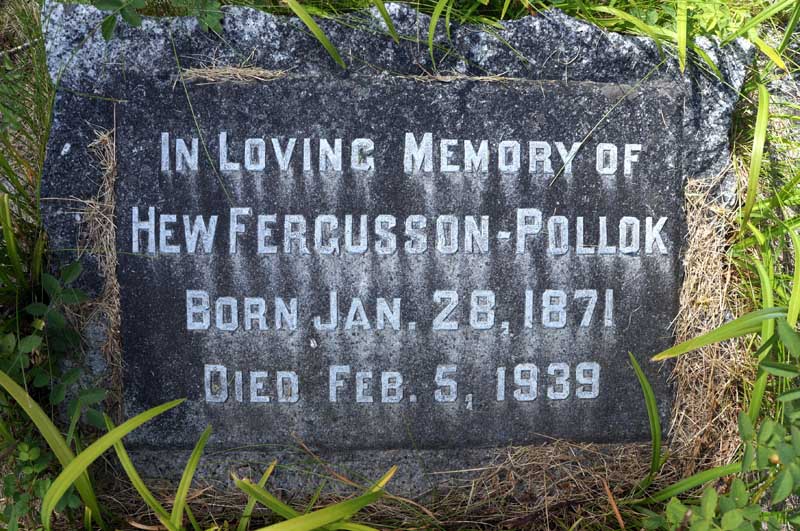 IN LOVING MEMORY OF
HEW FERGUSSON-POLLOK
BORN JAN. 28, 1871
DIED FEB. 5, 1939